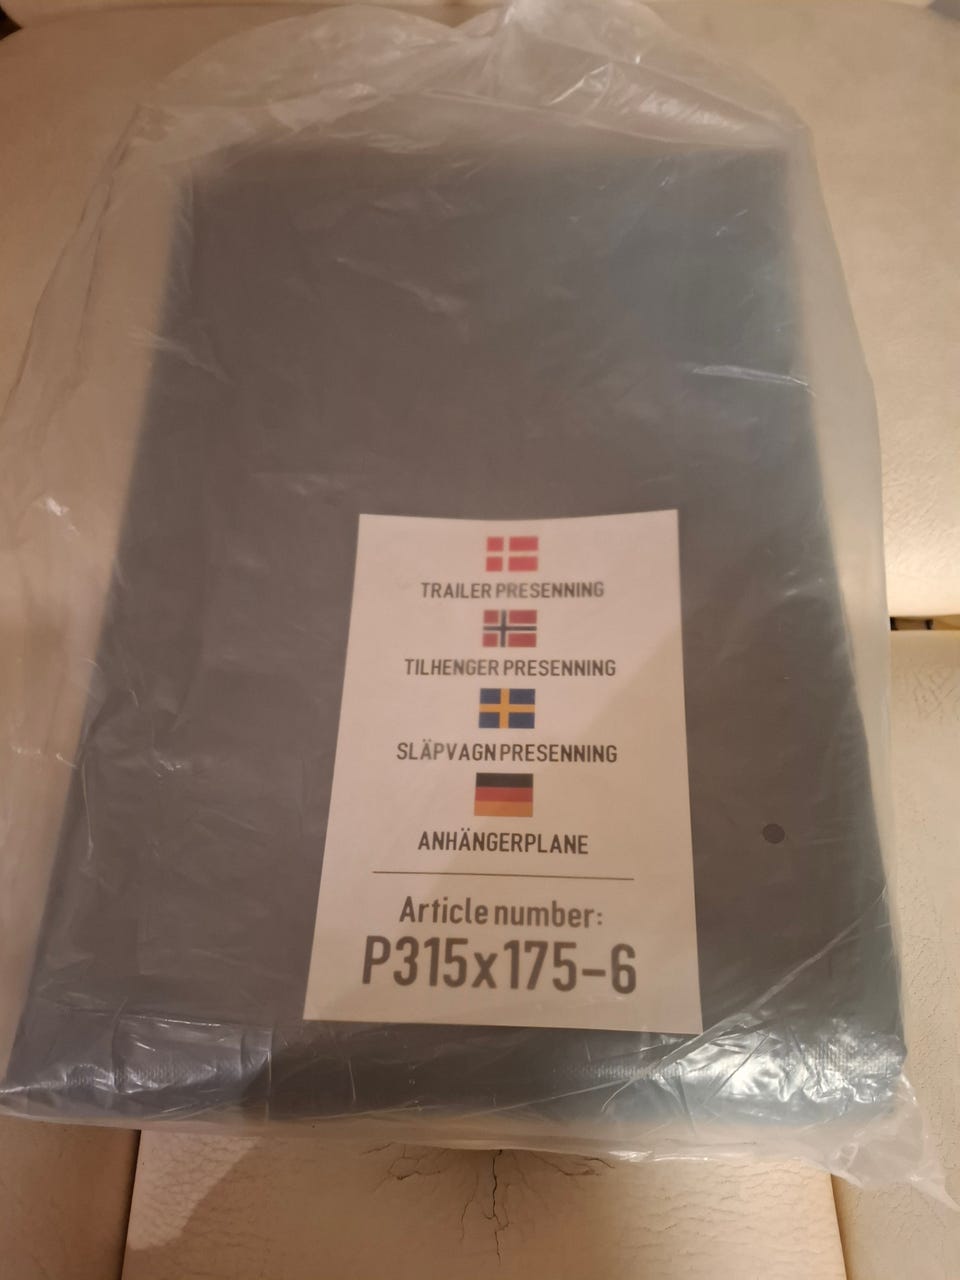 TRAILER PRESENNING
TILHENGER PRESENNING
SLÄPVAGN PRESENNING
ANHÄNGERPLANE
Article number:
P315x175-6